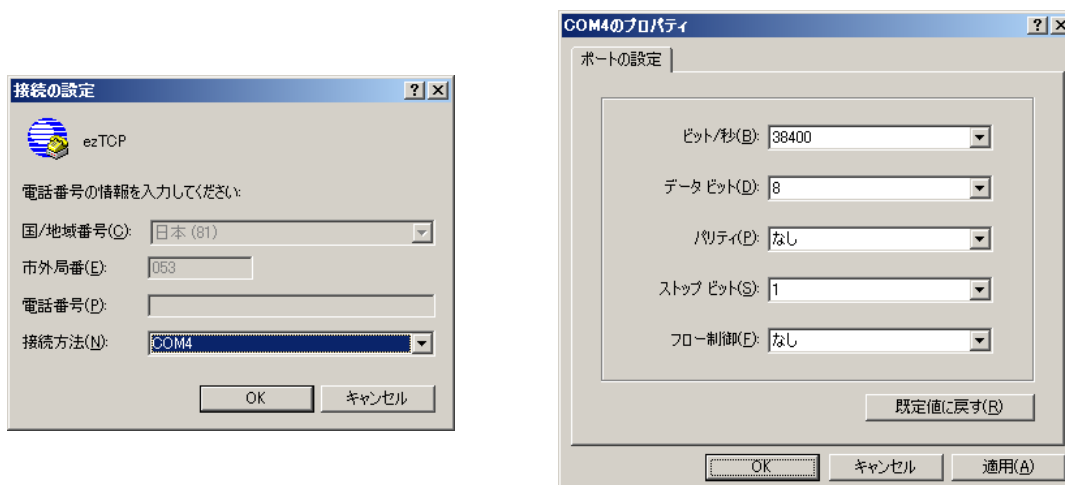 接続の設定
ezTCP
電話番号の情報を入力してください:
国/地域番号(C): 日本 (81)
市外局番(E): 053
電話番号(P):
接続方法(N): COM4
OK キャンセル
COM4のプロパティ
ポートの設定
ビット/秒(B): 38400
データ ビット(D): 8
パリティ(P): なし
ストップ ビット(S): 1
フロー制御(F): なし
既定値に戻す(R)
OK キャンセル 適用(A)